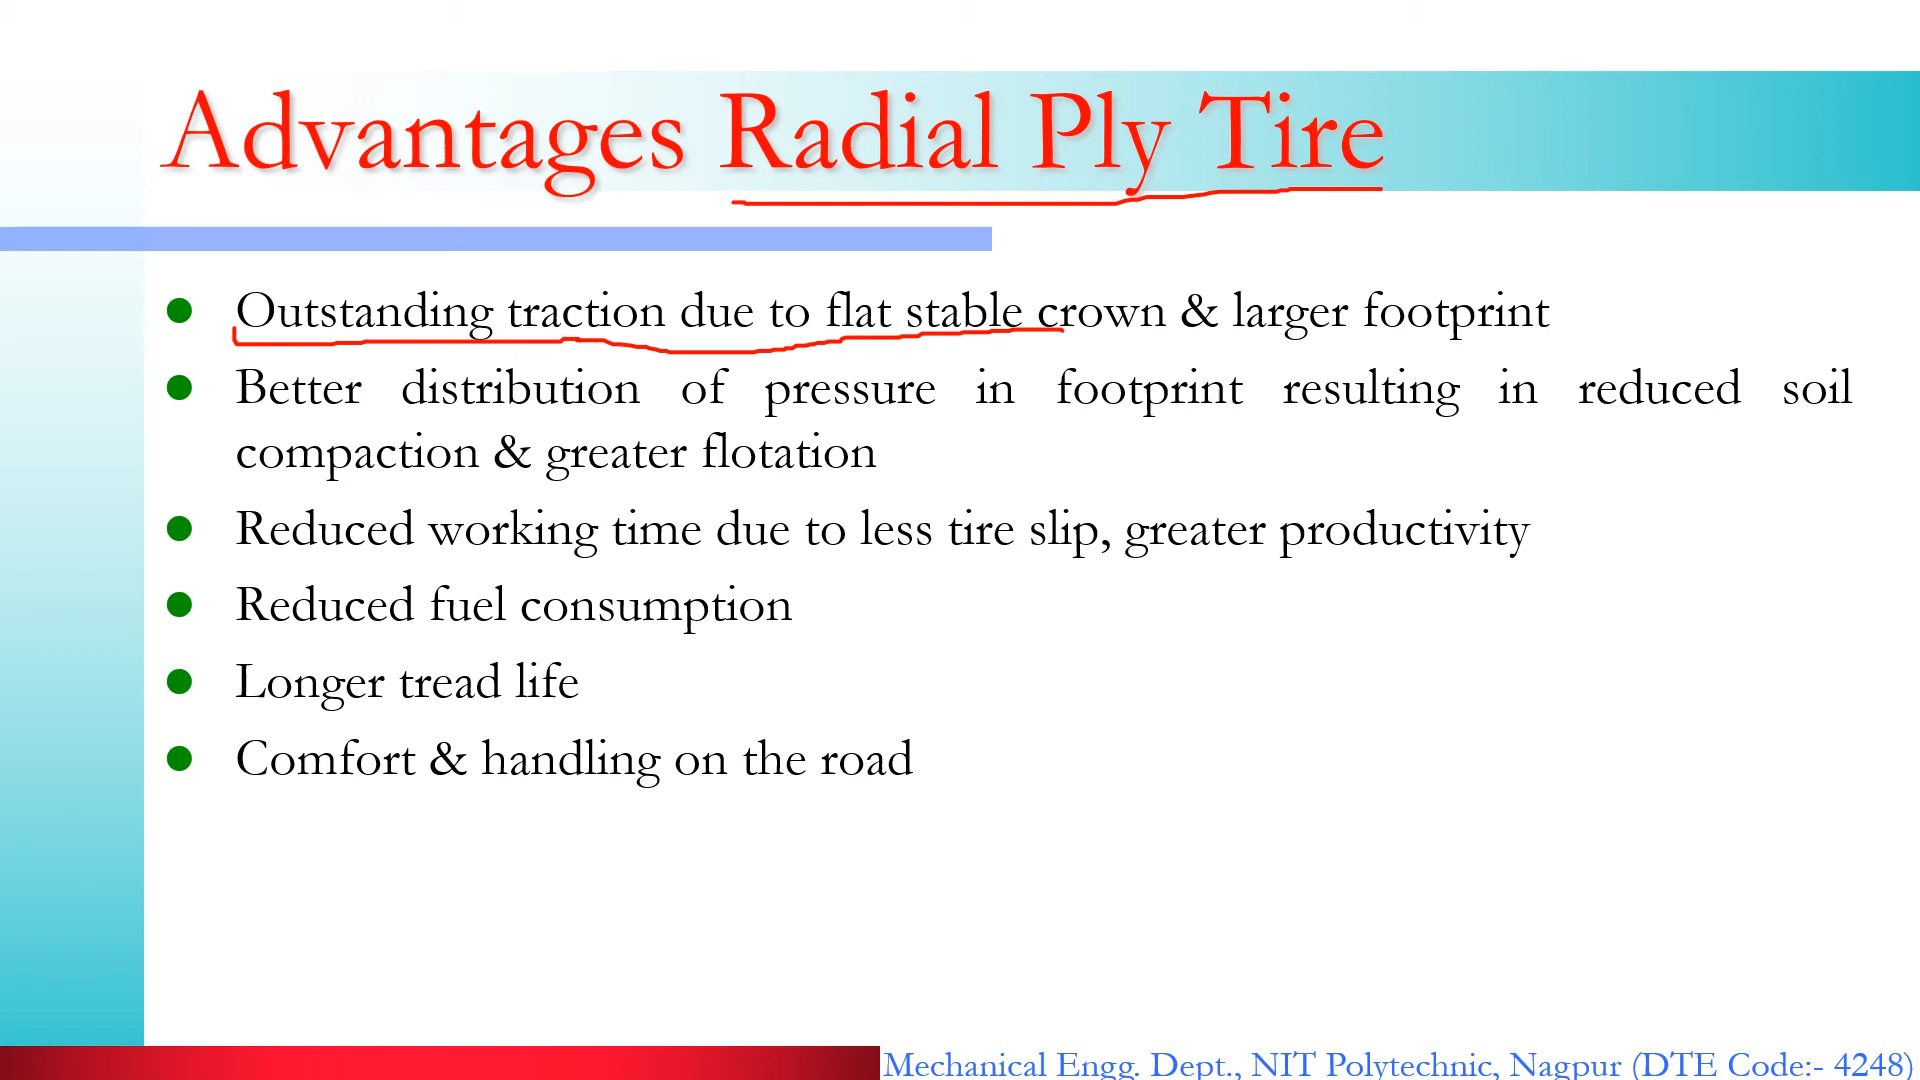 Advantages Radial Ply Tire
Outstanding traction due to flat stable crown & larger footprint
Better distribution of pressure in footprint resulting in reduced soil
compaction & greater flotation
Reduced working time due to less tire slip, greater productivity
Reduced fuel consumption
Longer tread life
Comfort & handling on the road
Mechanical Engg. Dept., NIT Polytechnic, Nagpur (DTE Code:- 4248)